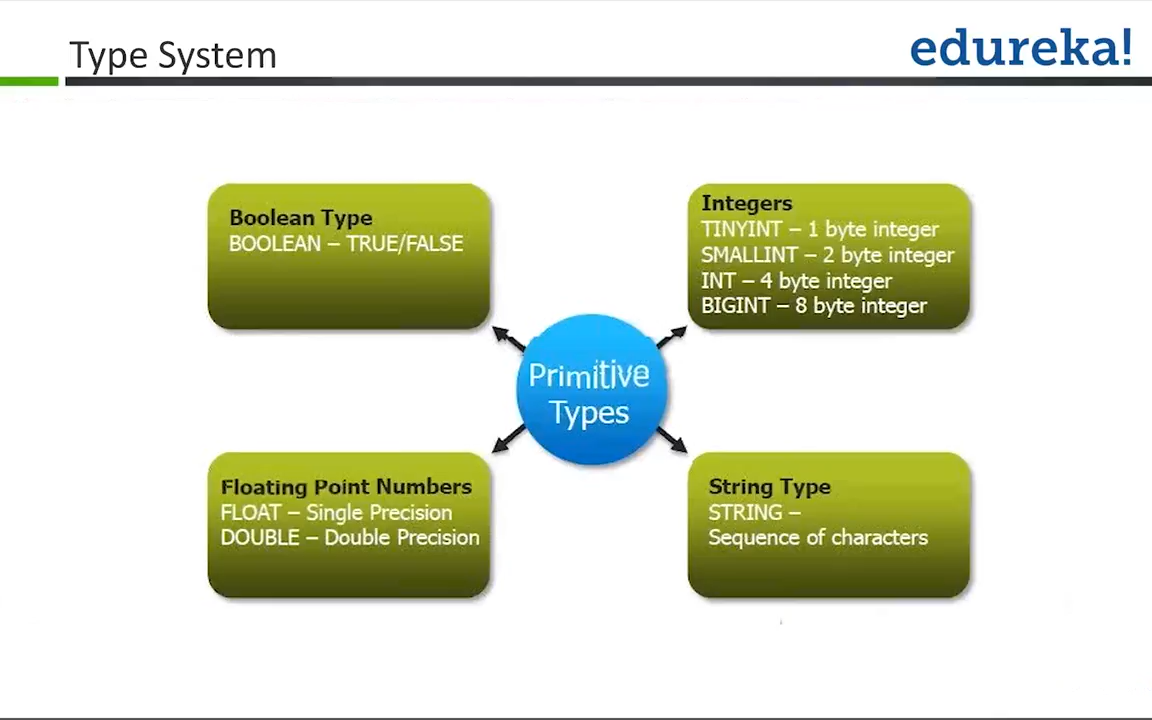 Type System
edureka!
Boolean Type
BOOLEAN – TRUE/FALSE
Integers
TINYINT – 1 byte integer
SMALLINT – 2 byte integer
INT – 4 byte integer
BIGINT – 8 byte integer
Primitive
Types
Floating Point Numbers
FLOAT – Single Precision
DOUBLE – Double Precision
String Type
STRING –
Sequence of characters